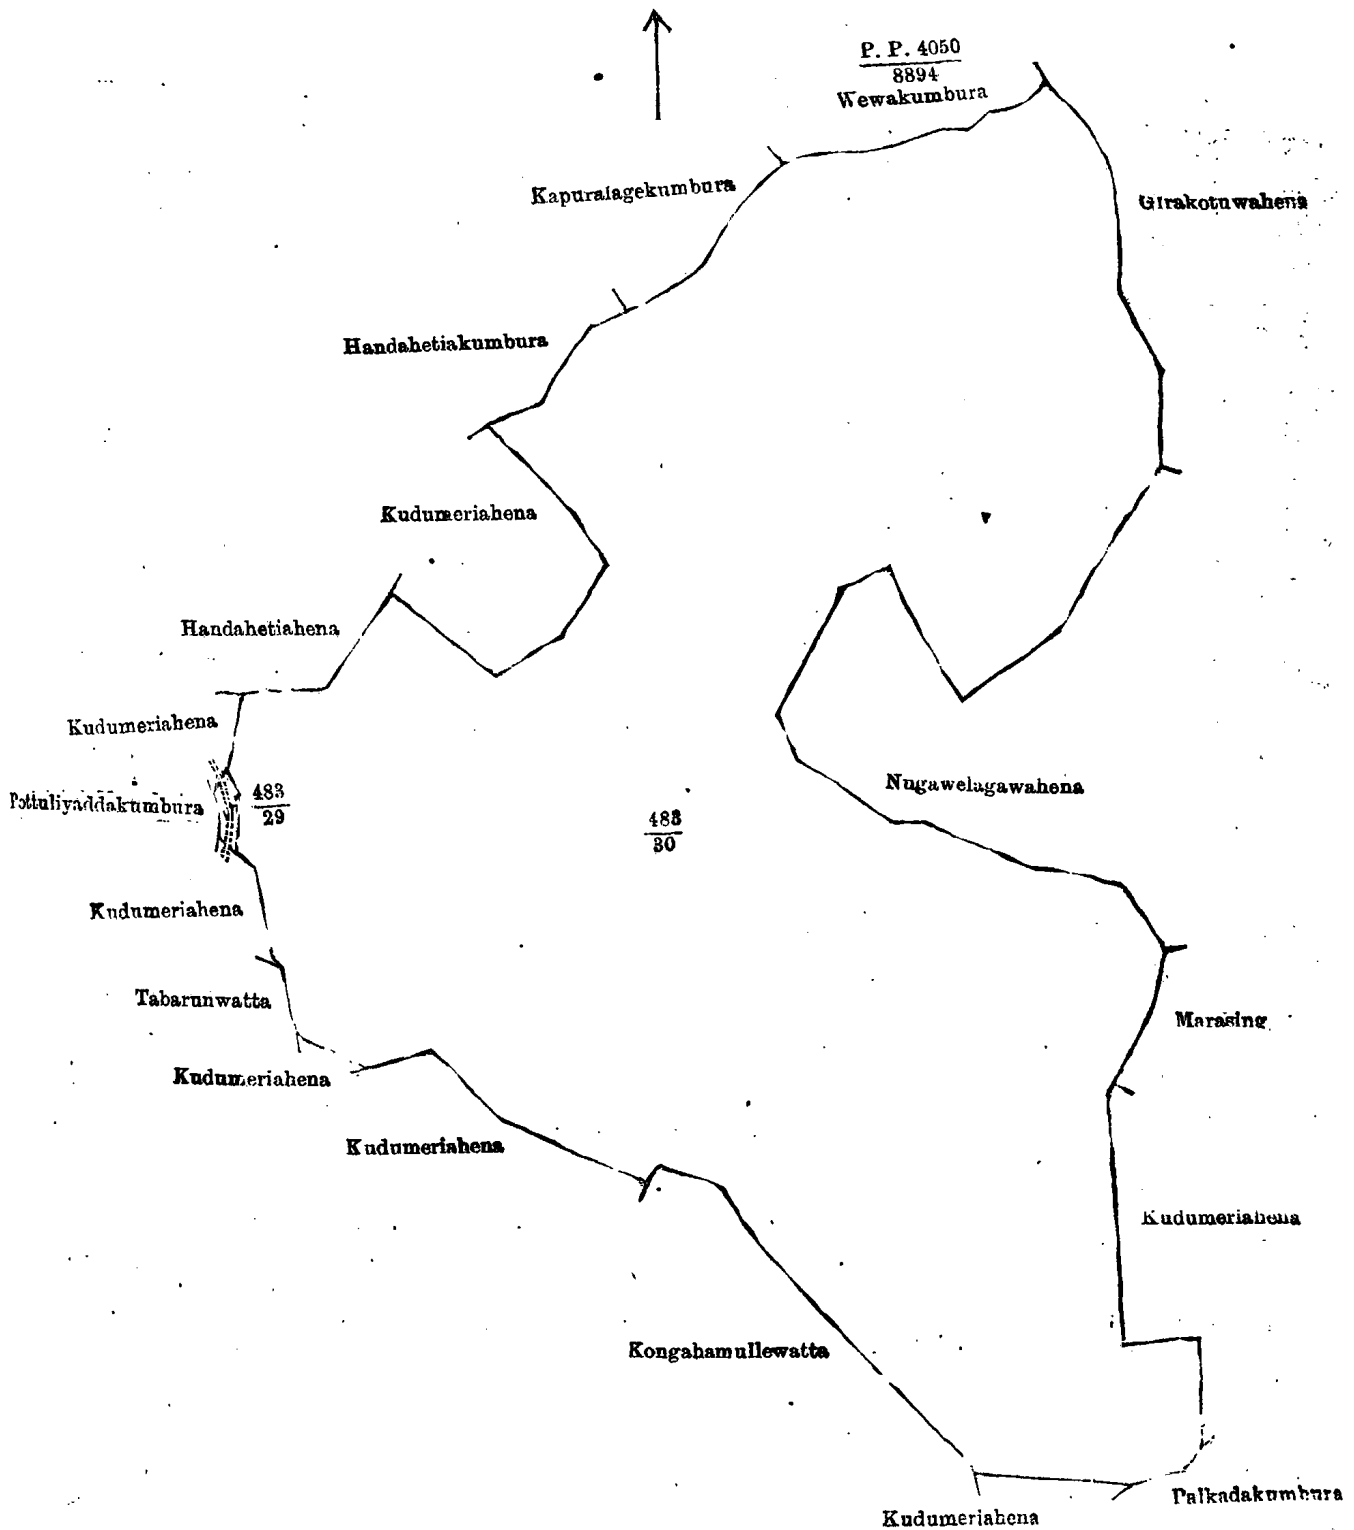 P. P. 4050
8894
Wewakumbura
Kapuralagekumbura
Girakotuwahena
Handahetiakumbura
Kudumeriahena
Handahetiahena
Kudumeriahena
Nugawelagawahena
Pottuliyaddakumbura
483
29
483
30
Kudumeriahena
Tabarunwatta
Marasing
Kudumeriahena
Kudumeriahena
Kudumeriahena
Kongahamullewatta
Palkadakumbura
Kudumeriahena